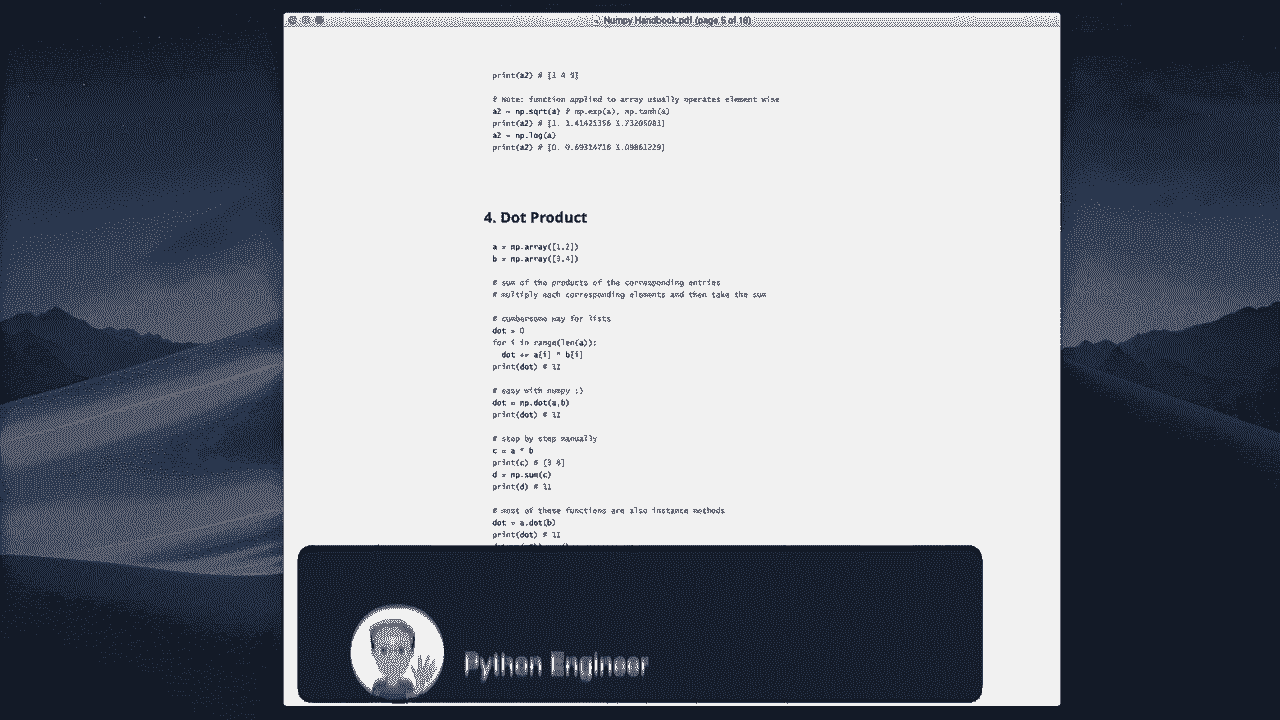 Numpy Handbook.pdf (page 5 of 18)
print(a2) # [1 4 9]
# Note: function applied to array usually operates element wise
a2 = np.sqrt(a) # np.exp(a), np.tanh(a)
print(a2) # [1. 1.41421356 1.73205081]
a2 = np.log(a)
print(a2) # [0. 0.69314718 1.09861229]
4. Dot Product
a = np.array([1,2])
b = np.array([3,4])
# sum of the products of the corresponding entries
# multiply each corresponding elements and then take the sum
# cumbersome way for lists
dot = 0
for i in range(len(a)):
dot += a[i] * b[i]
print(dot) # 11
# easy with numpy :)
dot = np.dot(a,b)
print(dot) # 11
# step by step manually
c = a * b
print(c) # [3 8]
d = np.sum(c)
print(d) # 11
# most of these functions are also instance methods
dot = a.dot(b)
print(dot) # 11
Python Engineer